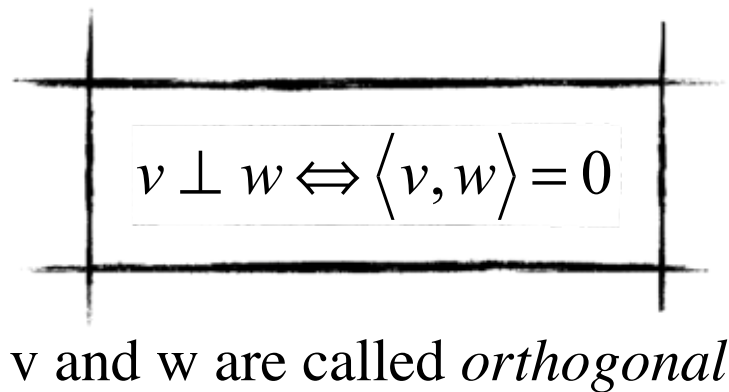 v ⊥ w ⇔ ⟨v, w⟩ = 0
v and w are called orthogonal